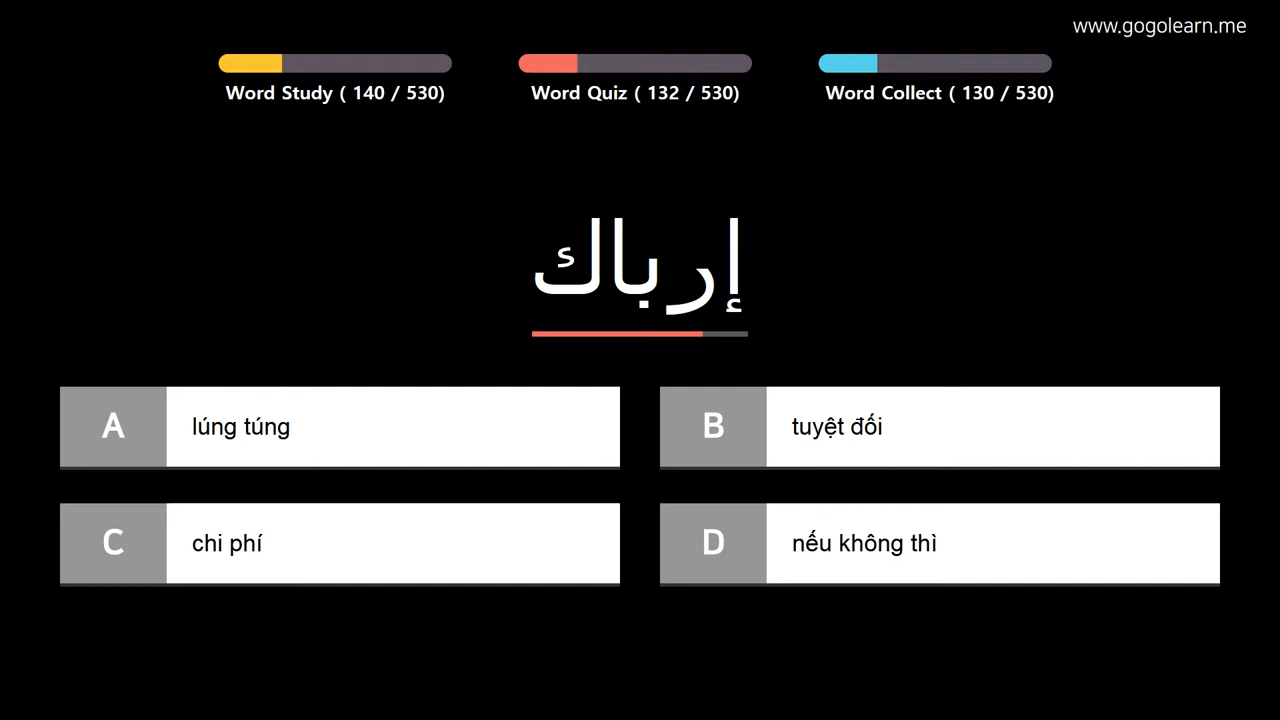 www.gogolearn.me
Word Study ( 140 / 530)
Word Quiz ( 132 / 530)
Word Collect ( 130 / 530)
إرباك
A
lúng túng
B
tuyệt đối
C
chi phí
D
nếu không thì